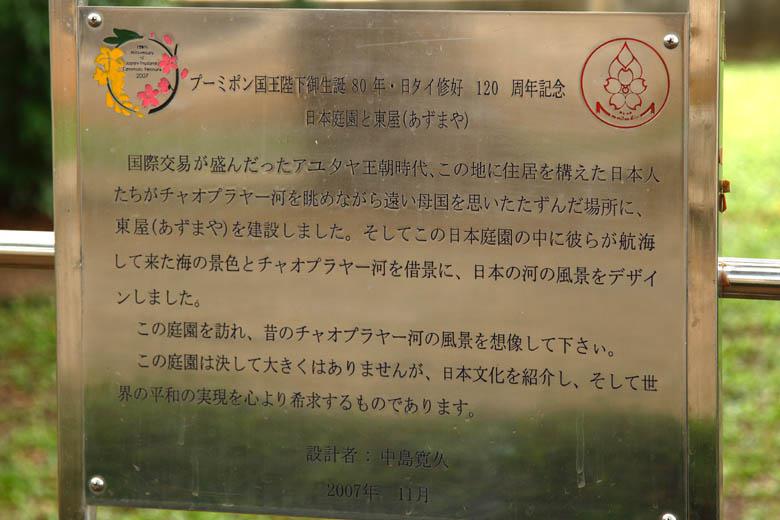 プーミポン国王陛下御生誕 80 年・日タイ修好 120 周年記念
日本庭園と東屋(あずまや)
国際交易が盛んだったアユタヤ王朝時代、この地に住居を構えた日本人
たちがチャオプラヤー河を眺めながら遠い母国を思いたたずんだ場所に、
東屋(あずまや)を建設しました。そしてこの日本庭園の中に彼らが航海
して来た海の景色とチャオプラヤー河を借景に、日本の河の風景をデザイ
ンしました。
この庭園を訪れ、昔のチャオプラヤー河の風景を想像して下さい。
この庭園は決して大きくはありませんが、日本文化を紹介し、そして世
界の平和の実現を心より希求するものであります。
設計者：中島寛久
2007年 11月